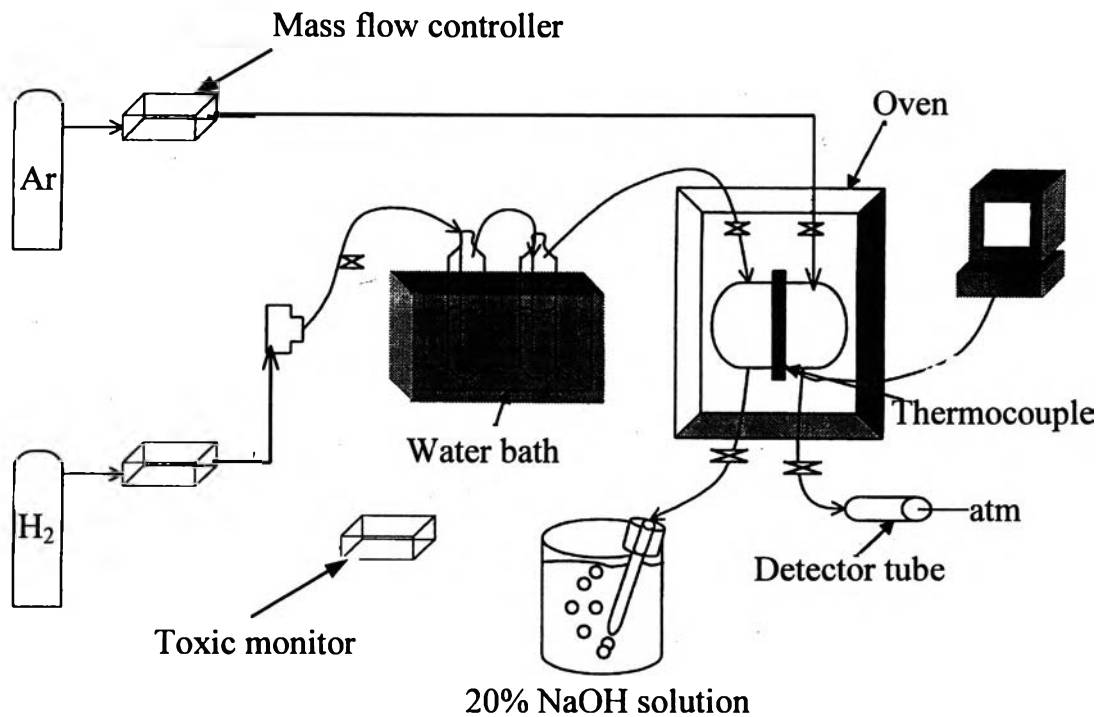 Mass flow controller
Oven
Ar
Thermocouple
Water bath
H₂
atm
Detector tube
Toxic monitor
20% NaOH solution